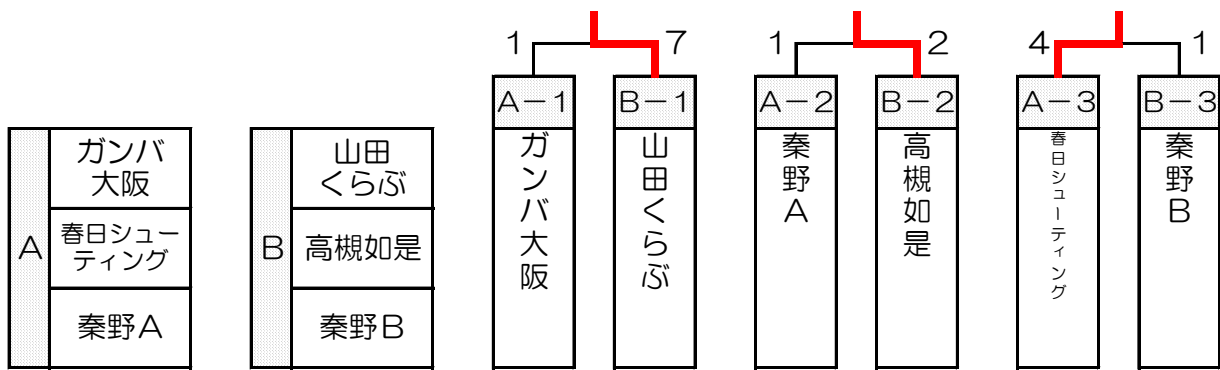 1
7
1
2
4
1
A－1
B－1
A－2
B－2
A－3
B－3
A
ガンバ
大阪
春日シュー
ティング
秦野A
B
山田
くらぶ
高槻如是
秦野B
ガンバ大阪
山田くらぶ
秦野A
高槻如是
春日シューティング
秦野B